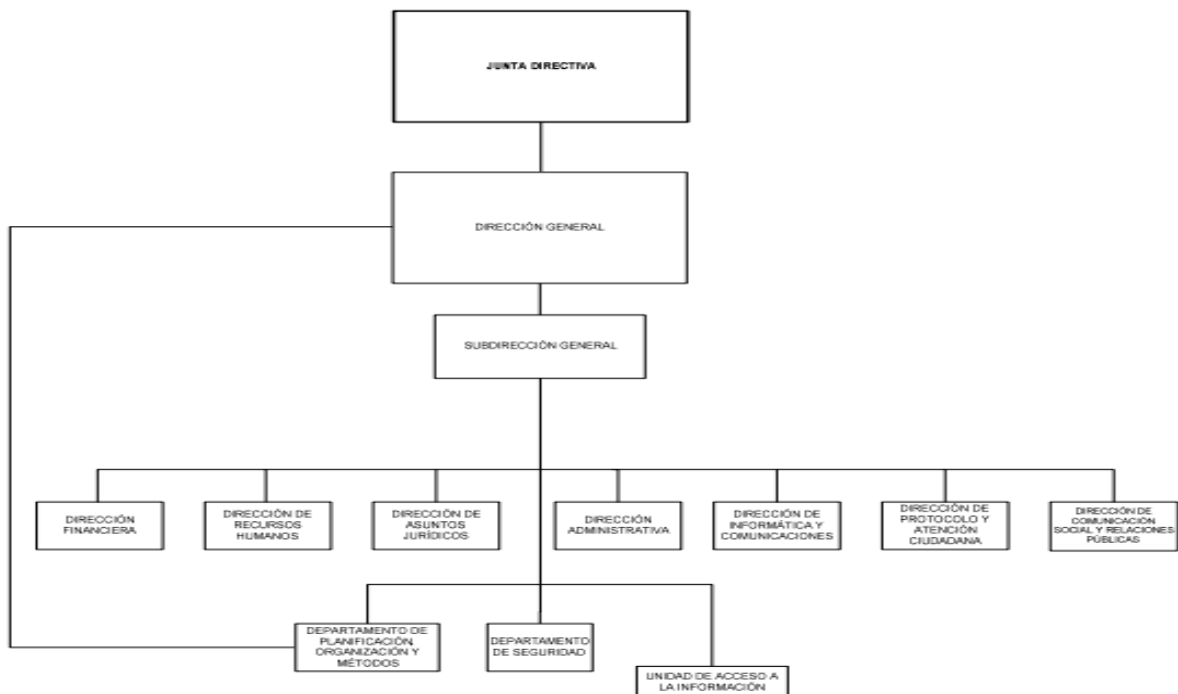 JUNTA DIRECTIVA
DIRECCIÓN GENERAL
SUBDIRECCIÓN GENERAL
DIRECCIÓN
FINANCIERA
DIRECCIÓN DE
RECURSOS
HUMANOS
DIRECCIÓN DE
ASUNTOS
JURÍDICOS
DIRECCIÓN
ADMINISTRATIVA
DIRECCIÓN DE
INFORMÁTICA Y
COMUNICACIONES
DIRECCIÓN DE
PROTOCOLO Y
ATENCIÓN
CIUDADANA
DIRECCIÓN DE
COMUNICACIÓN
SOCIAL Y RELACIONES
PÚBLICAS
DEPARTAMENTO DE
PLANIFICACIÓN,
ORGANIZACIÓN Y
MÉTODOS
DEPARTAMENTO
DE SEGURIDAD
UNIDAD DE ACCESO A
LA INFORMACIÓN